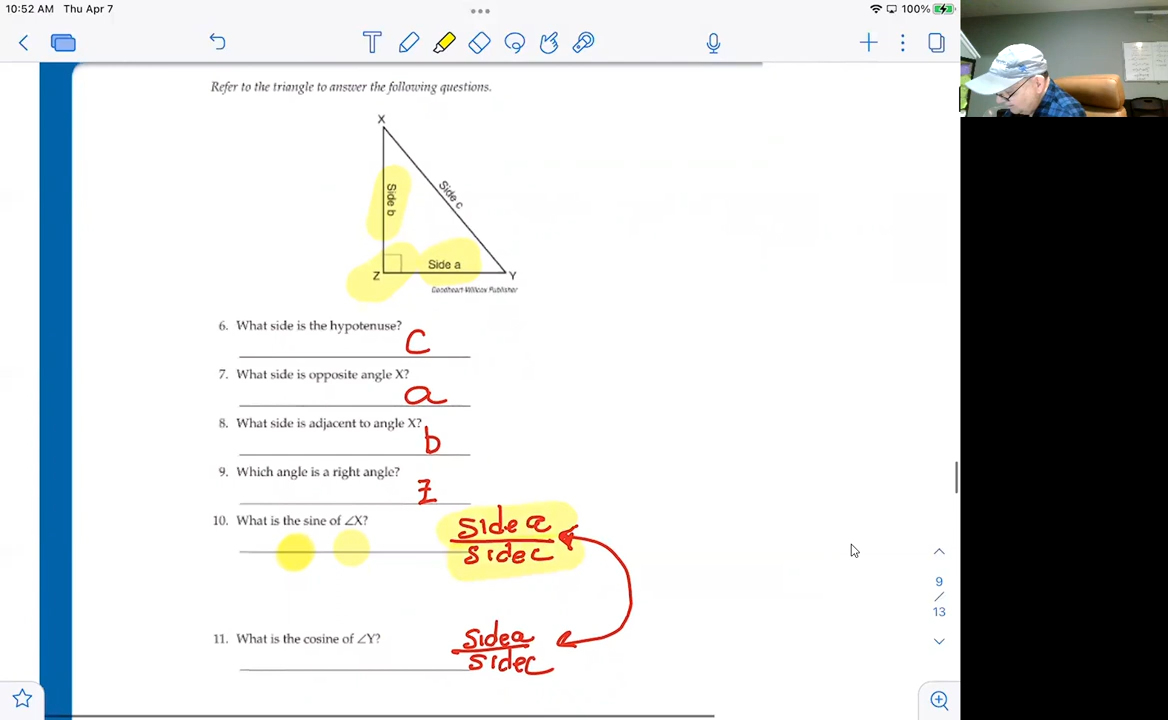 10:52 AM Thu Apr 7
100%
Refer to the triangle to answer the following questions.
X
Side b
Side c
Side a
Z
Y
Goodheart-Willcox Publisher
6. What side is the hypotenuse?
C
7. What side is opposite angle X?
a
8. What side is adjacent to angle X?
b
9. Which angle is a right angle?
Z
10. What is the sine of ∠X?
side a
side c
11. What is the cosine of ∠Y?
side a
side c
9
/
13